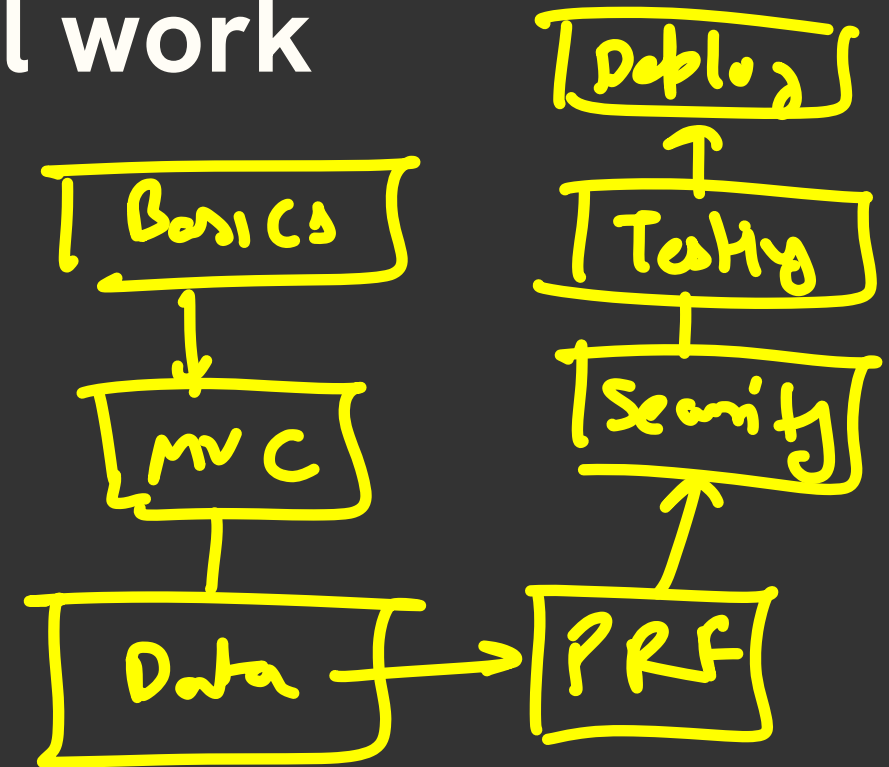 l work
Basics
MVC
Data
PRF
Security
Testing
Deploy